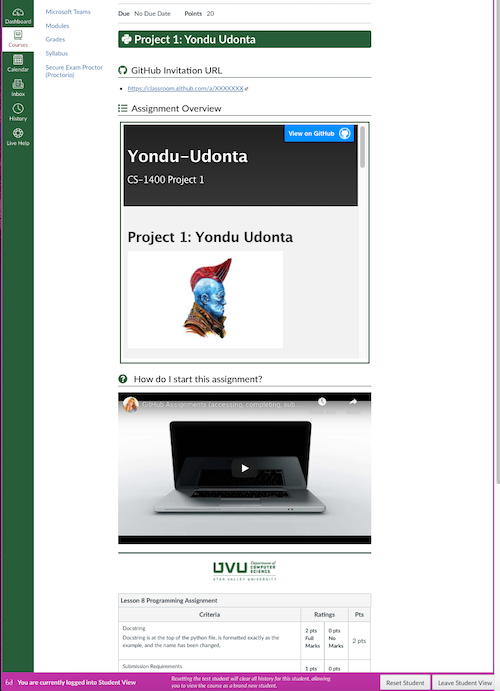 Dashboard
Courses
Calendar
Inbox
History
Live Help
Microsoft Teams
Modules
Grades
Syllabus
Secure Exam Proctor
(Proctorio)
Due No Due Date Points 20
Project 1: Yondu Udonta
GitHub Invitation URL
https://classroom.github.com/a/XXXXXXX
Assignment Overview
View on GitHub
Yondu-Udonta
CS-1400 Project 1
Project 1: Yondu Udonta
How do I start this assignment?
GitHub Assignments (accessing, completing, sub
UVU Department of
COMPUTER
SCIENCE
UTAH VALLEY UNIVERSITY
Lesson 8 Programming Assignment
Criteria Ratings Pts
Docstring
Docstring is at the top of the python file, is formatted exactly as the
example, and the name has been changed.
2 pts
Full
Marks
0 pts
No
Marks
2 pts
Submission Requirements
1 pts 0 pts
You are currently logged into Student View
Resetting the test student will clear all history for this student, allowing
you to view the course as a brand new student.
Reset Student
Leave Student View